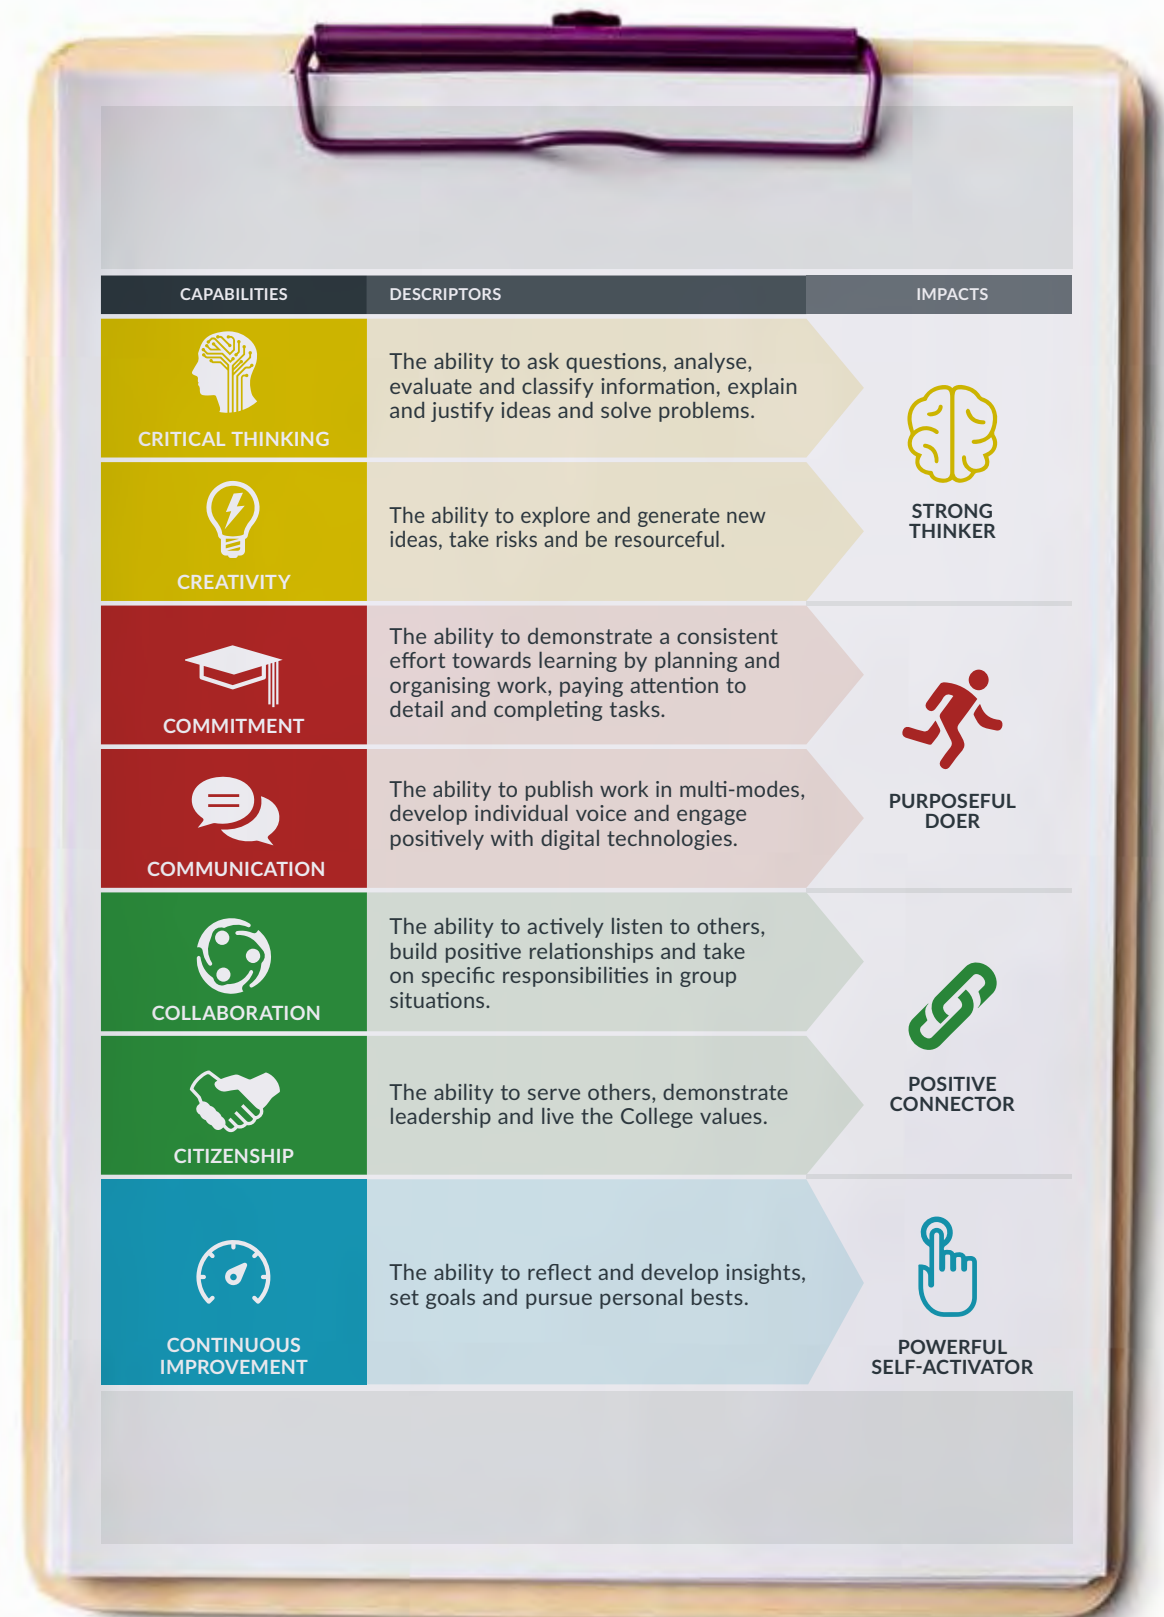 CAPABILITIES
DESCRIPTORS
IMPACTS
CRITICAL THINKING
The ability to ask questions, analyse,
evaluate and classify information, explain
and justify ideas and solve problems.
CREATIVITY
The ability to explore and generate new
ideas, take risks and be resourceful.
STRONG
THINKER
COMMITMENT
The ability to demonstrate a consistent
effort towards learning by planning and
organising work, paying attention to
detail and completing tasks.
COMMUNICATION
The ability to publish work in multi-modes,
develop individual voice and engage
positively with digital technologies.
PURPOSEFUL
DOER
COLLABORATION
The ability to actively listen to others,
build positive relationships and take
on specific responsibilities in group
situations.
CITIZENSHIP
The ability to serve others, demonstrate
leadership and live the College values.
POSITIVE
CONNECTOR
CONTINUOUS
IMPROVEMENT
The ability to reflect and develop insights,
set goals and pursue personal bests.
POWERFUL
SELF-ACTIVATOR